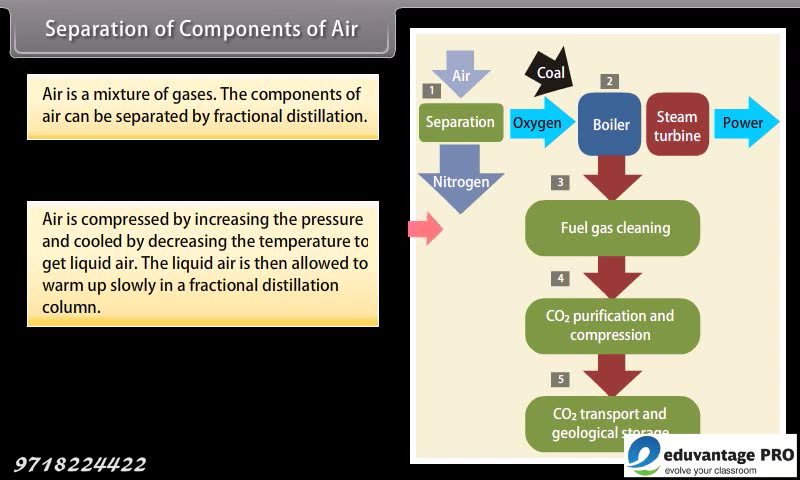 Separation of Components of Air
Air is a mixture of gases. The components of
air can be separated by fractional distillation.
Air is compressed by increasing the pressure
and cooled by decreasing the temperature to
get liquid air. The liquid air is then allowed to
warm up slowly in a fractional distillation
column.
Air
Coal
1
2
Separation
Oxygen
Boiler
Steam
turbine
Power
Nitrogen
3
Fuel gas cleaning
4
CO₂ purification and
compression
5
CO₂ transport and
geological storage
eduvantage PRO
evolve your classroom
9718224422